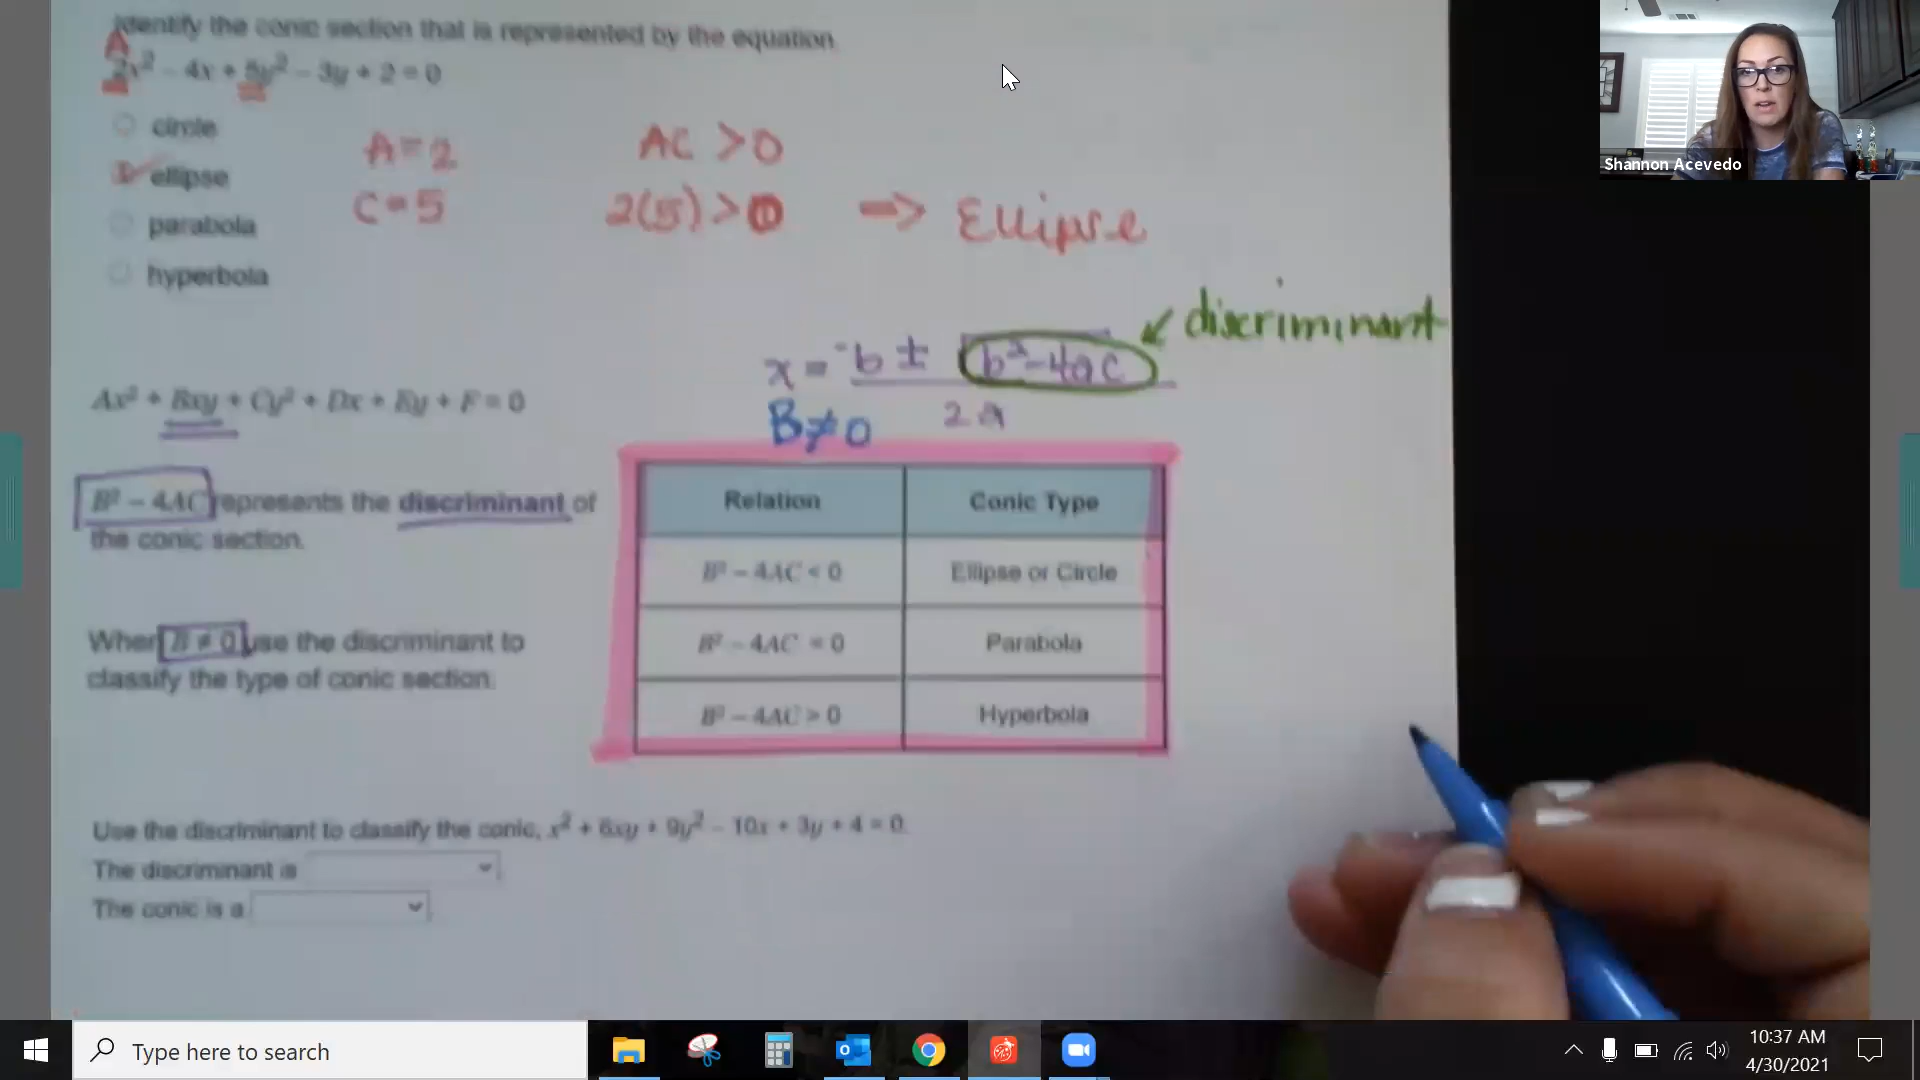 Identify the conic section that is represented by the equation.
A
2x² − 4x + 5y² − 3y + 2 = 0
circle
ellipse
parabola
hyperbola
A = 2
C = 5
AC > 0
2(5) > 0 ⇒ Ellipse
discriminant
x = -b ± √b²-4ac
2a
B ≠ 0
Ax² + Bxy + Cy² + Dx + Ey + F = 0
B² − 4AC represents the discriminant of
the conic section.
When B ≠ 0 use the discriminant to
classify the type of conic section.
Relation Conic Type
B² − 4AC < 0 Ellipse or Circle
B² − 4AC = 0 Parabola
B² − 4AC > 0 Hyperbola
Use the discriminant to classify the conic, x² + 6xy + 9y² − 10x + 3y + 4 = 0.
The discriminant is
The conic is a
Shannon Acevedo
Type here to search
10:37 AM
4/30/2021